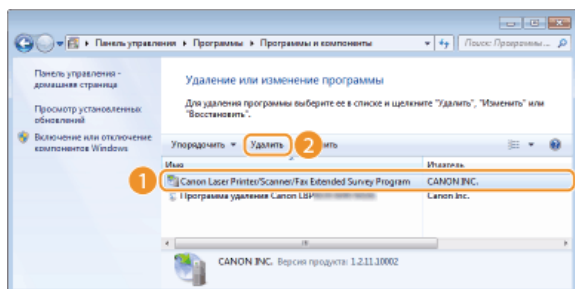 Панель управления ▸ Программы ▸ Программы и компоненты
Поиск: Программы...
Панель управления - домашняя страница
Просмотр установленных обновлений
Включение или отключение компонентов Windows
Удаление или изменение программы
Для удаления программы выберите ее в списке и щелкните "Удалить", "Изменить" или
"Восстановить".
Упорядочить Удалить 2 ить
Имя Издатель
1 Canon Laser Printer/Scanner/Fax Extended Survey Program CANON INC.
Программа удаления Canon LBP Canon Inc.
CANON INC. Версия продукта: 1.2.11.10002